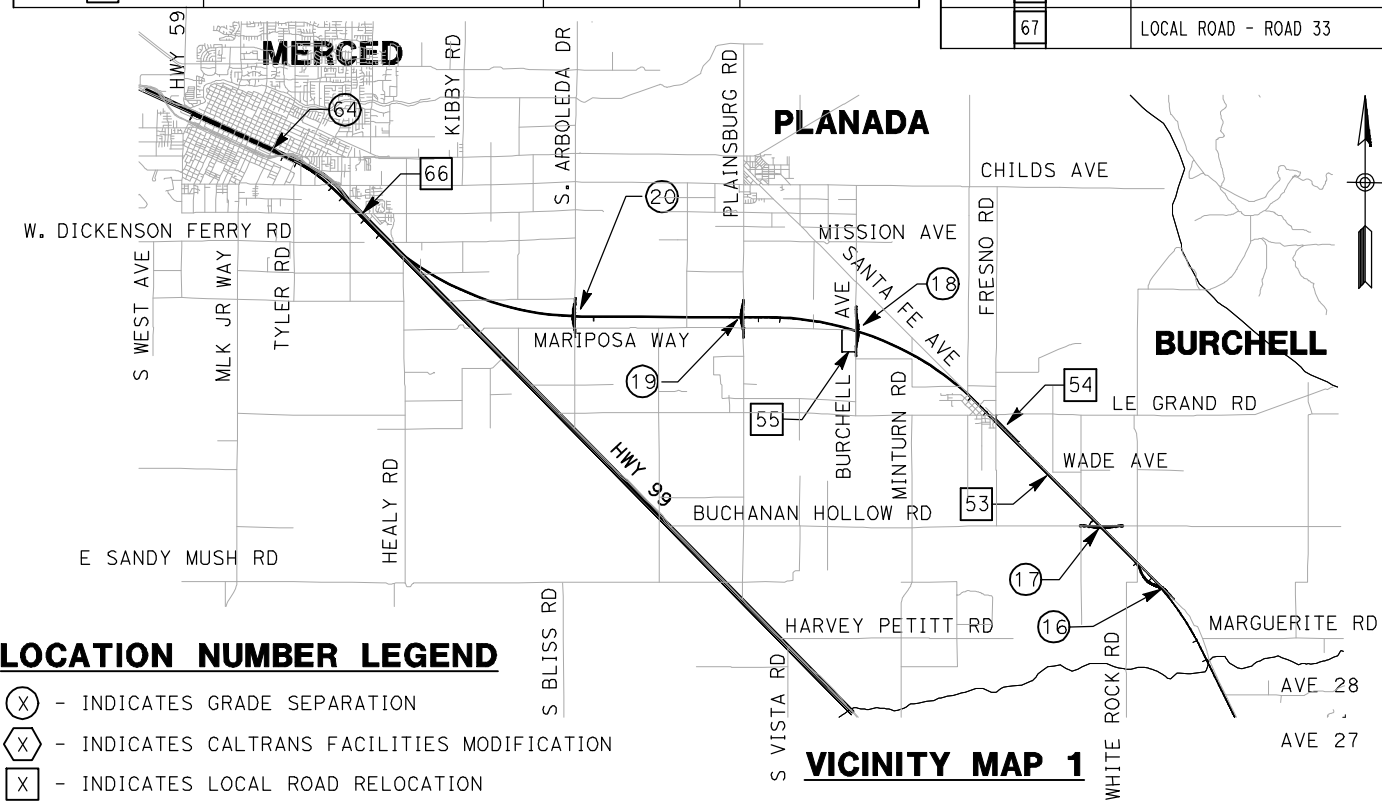 67 LOCAL ROAD - ROAD 33
HWY 59
MERCED
KIBBY RD
S. ARBOLEDA DR
PLAINSBURG RD
PLANADA
64
CHILDS AVE
66
20
FRESNO RD
W. DICKENSON FERRY RD
MISSION AVE
S WEST AVE
MLK JR WAY
TYLER RD
SANTA FE AVE
18
BURCHELL AVE
MARIPOSA WAY
BURCHELL
19
54
55
MINTURN RD
LE GRAND RD
HWY 99
WADE AVE
HEALY RD
53
BUCHANAN HOLLOW RD
E SANDY MUSH RD
17
S BLISS RD
HARVEY PETITT RD
16
MARGUERITE RD
S VISTA RD
WHITE ROCK RD
AVE 28
AVE 27
LOCATION NUMBER LEGEND
X - INDICATES GRADE SEPARATION
X - INDICATES CALTRANS FACILITIES MODIFICATION
X - INDICATES LOCAL ROAD RELOCATION
VICINITY MAP 1